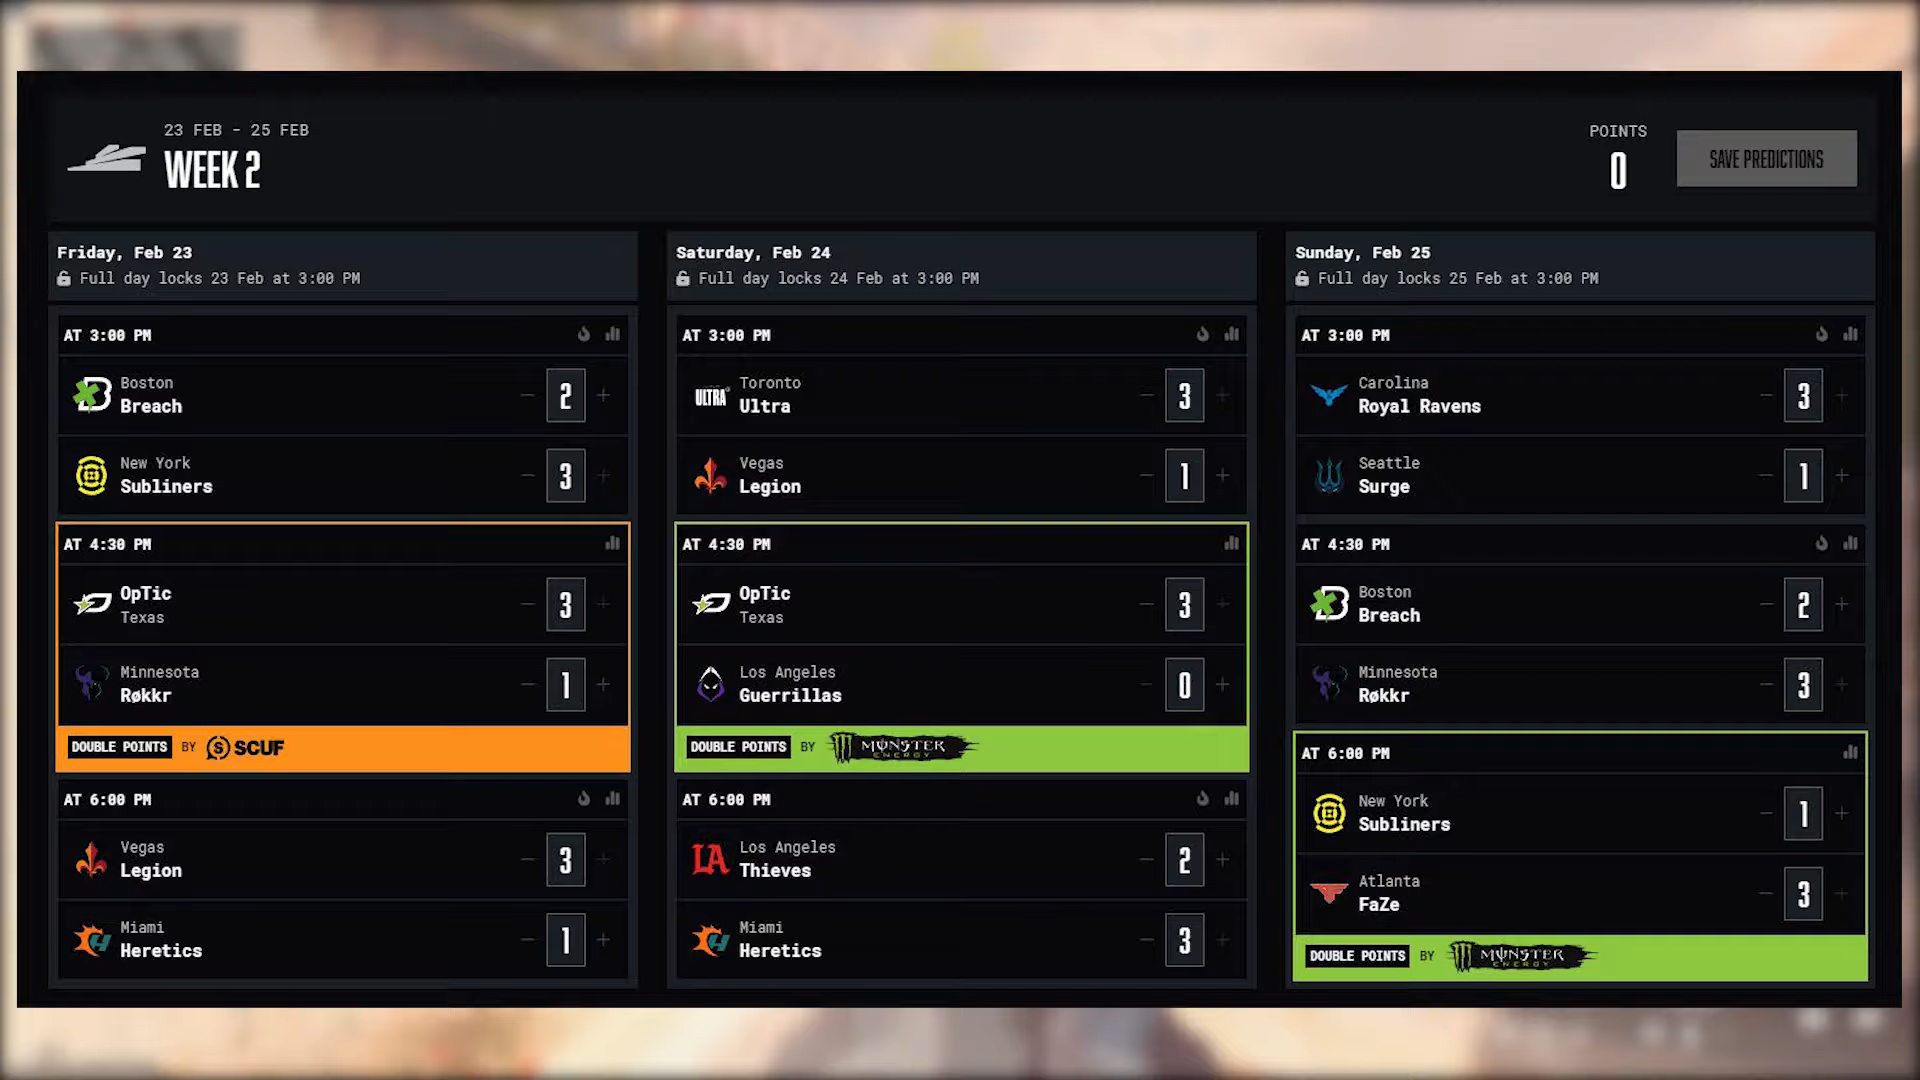 23 FEB - 25 FEB
WEEK 2
POINTS
0
SAVE PREDICTIONS
Friday, Feb 23
Full day locks 23 Feb at 3:00 PM
AT 3:00 PM
Boston
Breach
2
New York
Subliners
3
AT 4:30 PM
OpTic
Texas
3
Minnesota
Røkkr
1
DOUBLE POINTS BY SCUF
AT 6:00 PM
Vegas
Legion
3
Miami
Heretics
1
Saturday, Feb 24
Full day locks 24 Feb at 3:00 PM
AT 3:00 PM
ULTRA
Toronto
Ultra
3
Vegas
Legion
1
AT 4:30 PM
OpTic
Texas
3
Los Angeles
Guerrillas
0
DOUBLE POINTS BY MONSTER ENERGY
AT 6:00 PM
LA
Los Angeles
Thieves
2
Miami
Heretics
3
Sunday, Feb 25
Full day locks 25 Feb at 3:00 PM
AT 3:00 PM
Carolina
Royal Ravens
3
Seattle
Surge
1
AT 4:30 PM
Boston
Breach
2
Minnesota
Røkkr
3
AT 6:00 PM
New York
Subliners
1
Atlanta
FaZe
3
DOUBLE POINTS BY MONSTER ENERGY